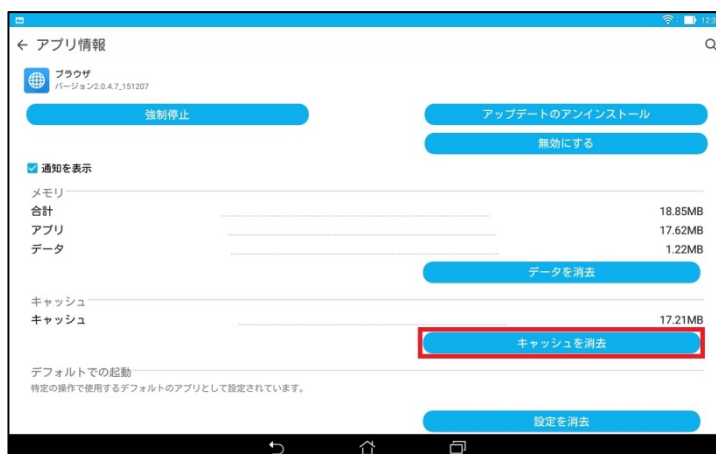 アプリ情報
ブラウザ
バージョン2.0.4.7_151207
強制停止 アップデートのアンインストール
無効にする
通知を表示
メモリ
合計 18.85MB
アプリ 17.62MB
データ 1.22MB
データを消去
キャッシュ
キャッシュ 17.21MB
キャッシュを消去
デフォルトでの起動
特定の操作で使用するデフォルトのアプリとして設定されています。
設定を消去